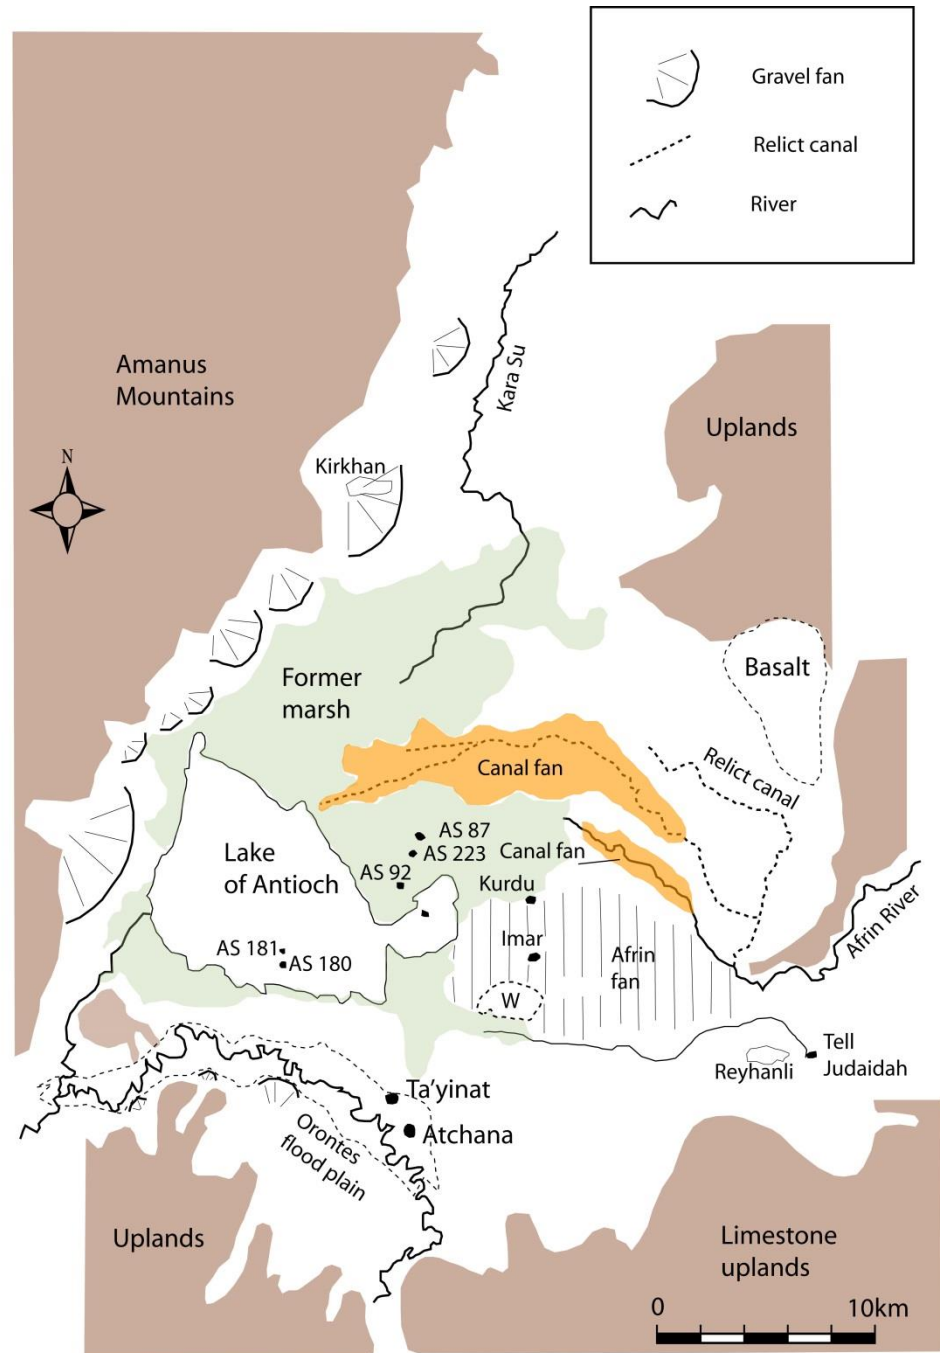 Gravel fan
Relict canal
River
N
Amanus
Mountains
Kara Su
Uplands
Kirkhan
Former
marsh
Basalt
Canal fan
Relict canal
AS 87
AS 223
Canal fan
AS 92
Kurdu
Lake
of Antioch
Imar
Afrin
fan
Afrin River
AS 181
AS 180
W
Tell
Judaidah
Reyhanli
Ta'yinat
Atchana
Orontes
flood plain
Uplands
Limestone
uplands
0 10km